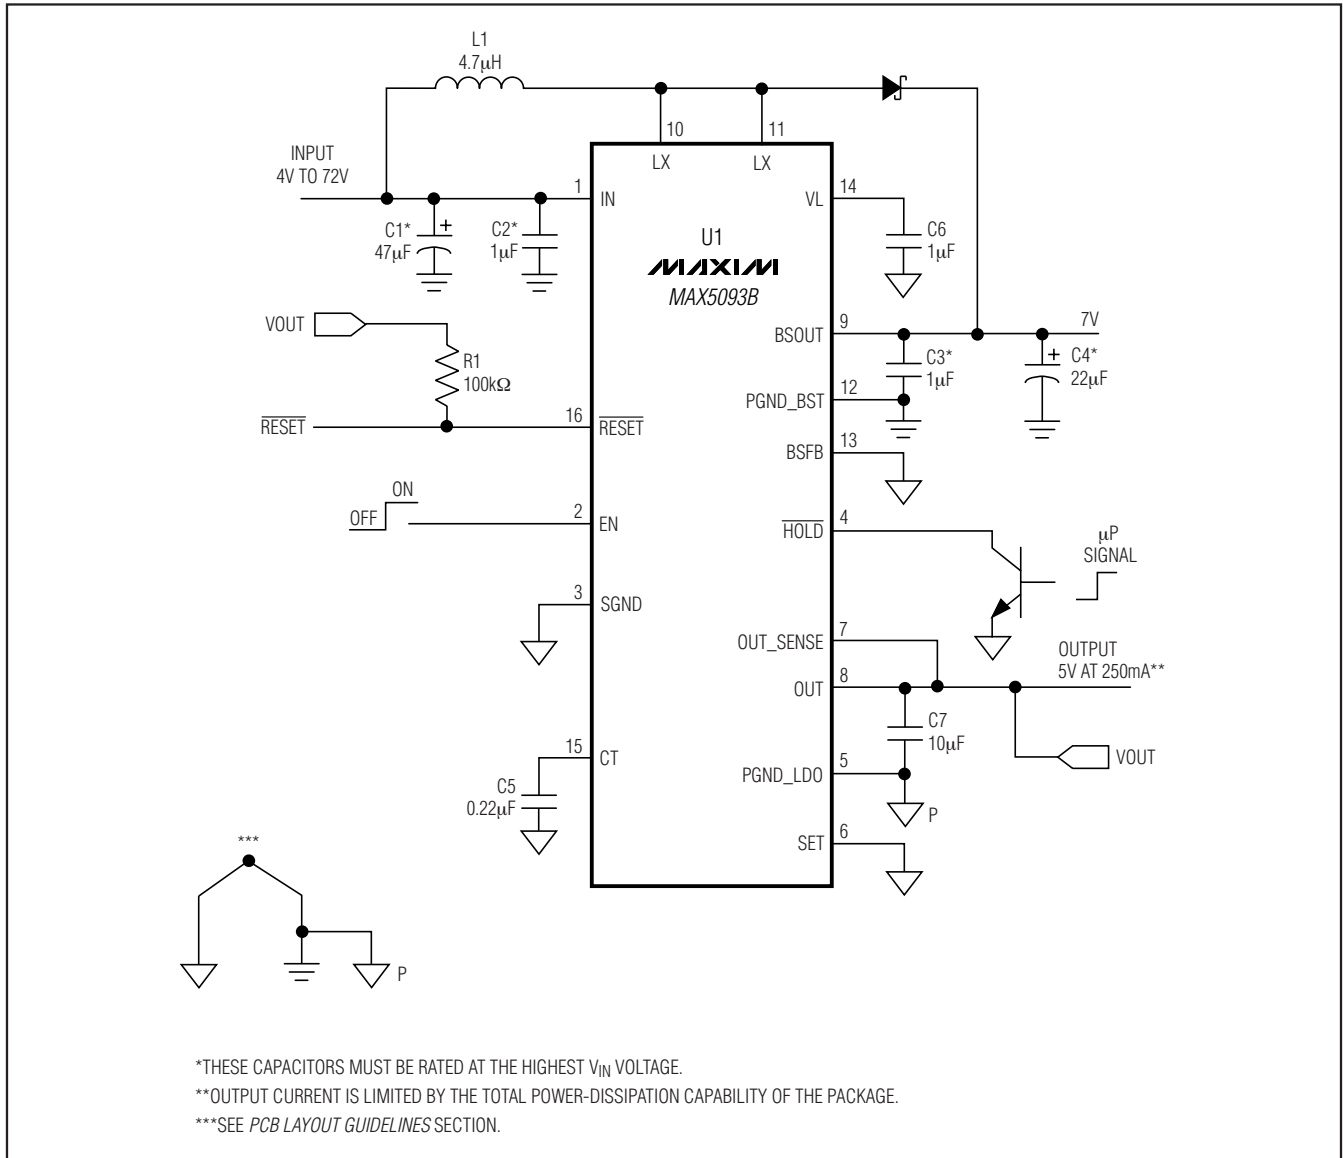 L1
4.7µH
10
11
LX
LX
INPUT
4V TO 72V
1
IN
VL
14
C1*
+
47µF
C2*
1µF
C6
1µF
U1
MAXIM
MAX5093B
VOUT
R1
100kΩ
BSOUT
9
7V
C3*
1µF
+
C4*
22µF
PGND_BST
12
RESET
16
RESET
BSFB
13
ON
OFF
2
EN
HOLD
4
µP
SIGNAL
3
SGND
OUT_SENSE
7
OUTPUT
5V AT 250mA**
OUT
8
C7
10µF
VOUT
15
CT
C5
0.22µF
PGND_LDO
5
P
SET
6
***
P
*THESE CAPACITORS MUST BE RATED AT THE HIGHEST VIN VOLTAGE.
**OUTPUT CURRENT IS LIMITED BY THE TOTAL POWER-DISSIPATION CAPABILITY OF THE PACKAGE.
***SEE PCB LAYOUT GUIDELINES SECTION.